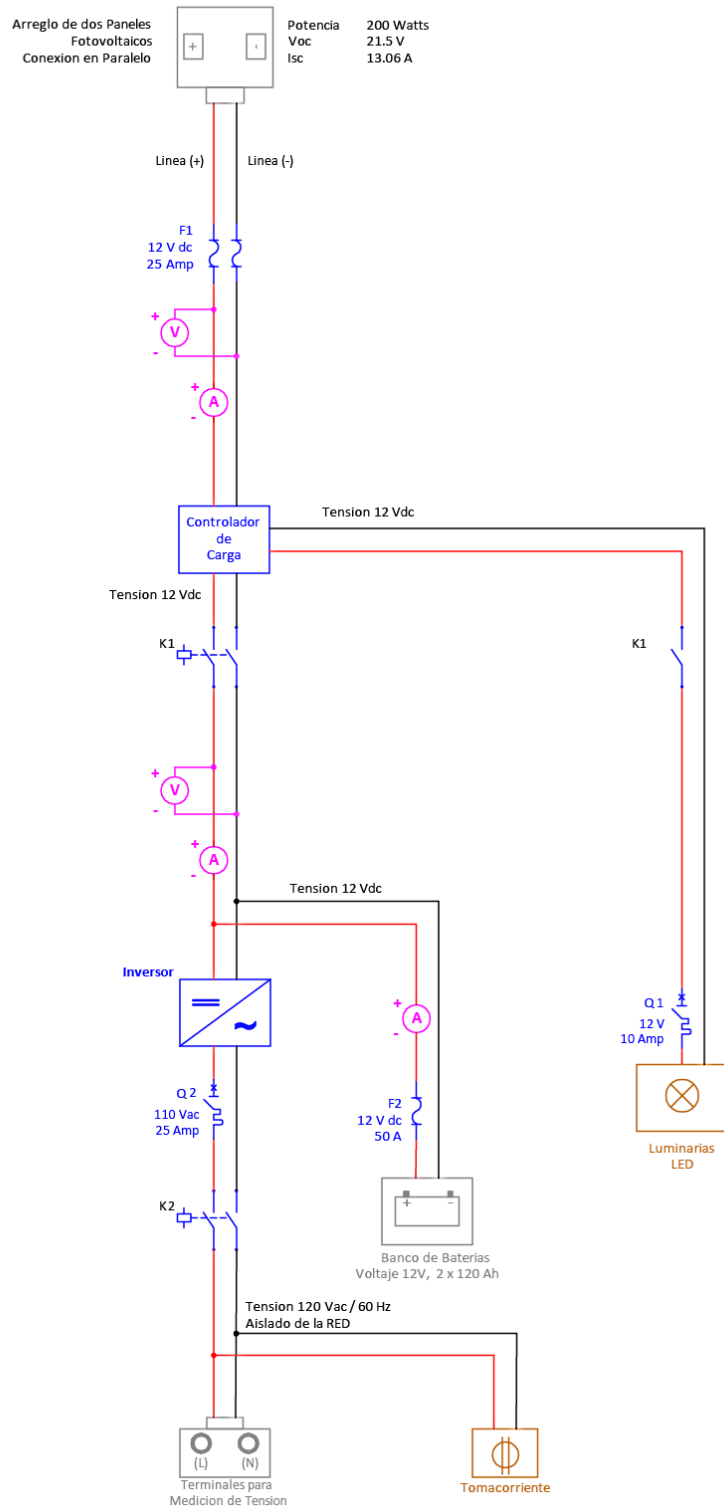 Arreglo de dos Paneles
Fotovoltaicos
Conexion en Paralelo
+ -
Potencia 200 Watts
Voc 21.5 V
Isc 13.06 A
Linea (+)
Linea (-)
F1
12 V dc
25 Amp
+
V
-
+
A
-
Controlador
de
Carga
Tension 12 Vdc
Tension 12 Vdc
K1
K1
+
V
-
+
A
-
Tension 12 Vdc
Inversor
+
A
-
Q 1
12 V
10 Amp
Q 2
110 Vac
25 Amp
F2
12 V dc
50 A
Luminarias
LED
K2
+ -
Banco de Baterias
Voltaje 12V, 2 x 120 Ah
Tension 120 Vac / 60 Hz
Aislado de la RED
(L) (N)
Terminales para
Medicion de Tension
Tomacorriente